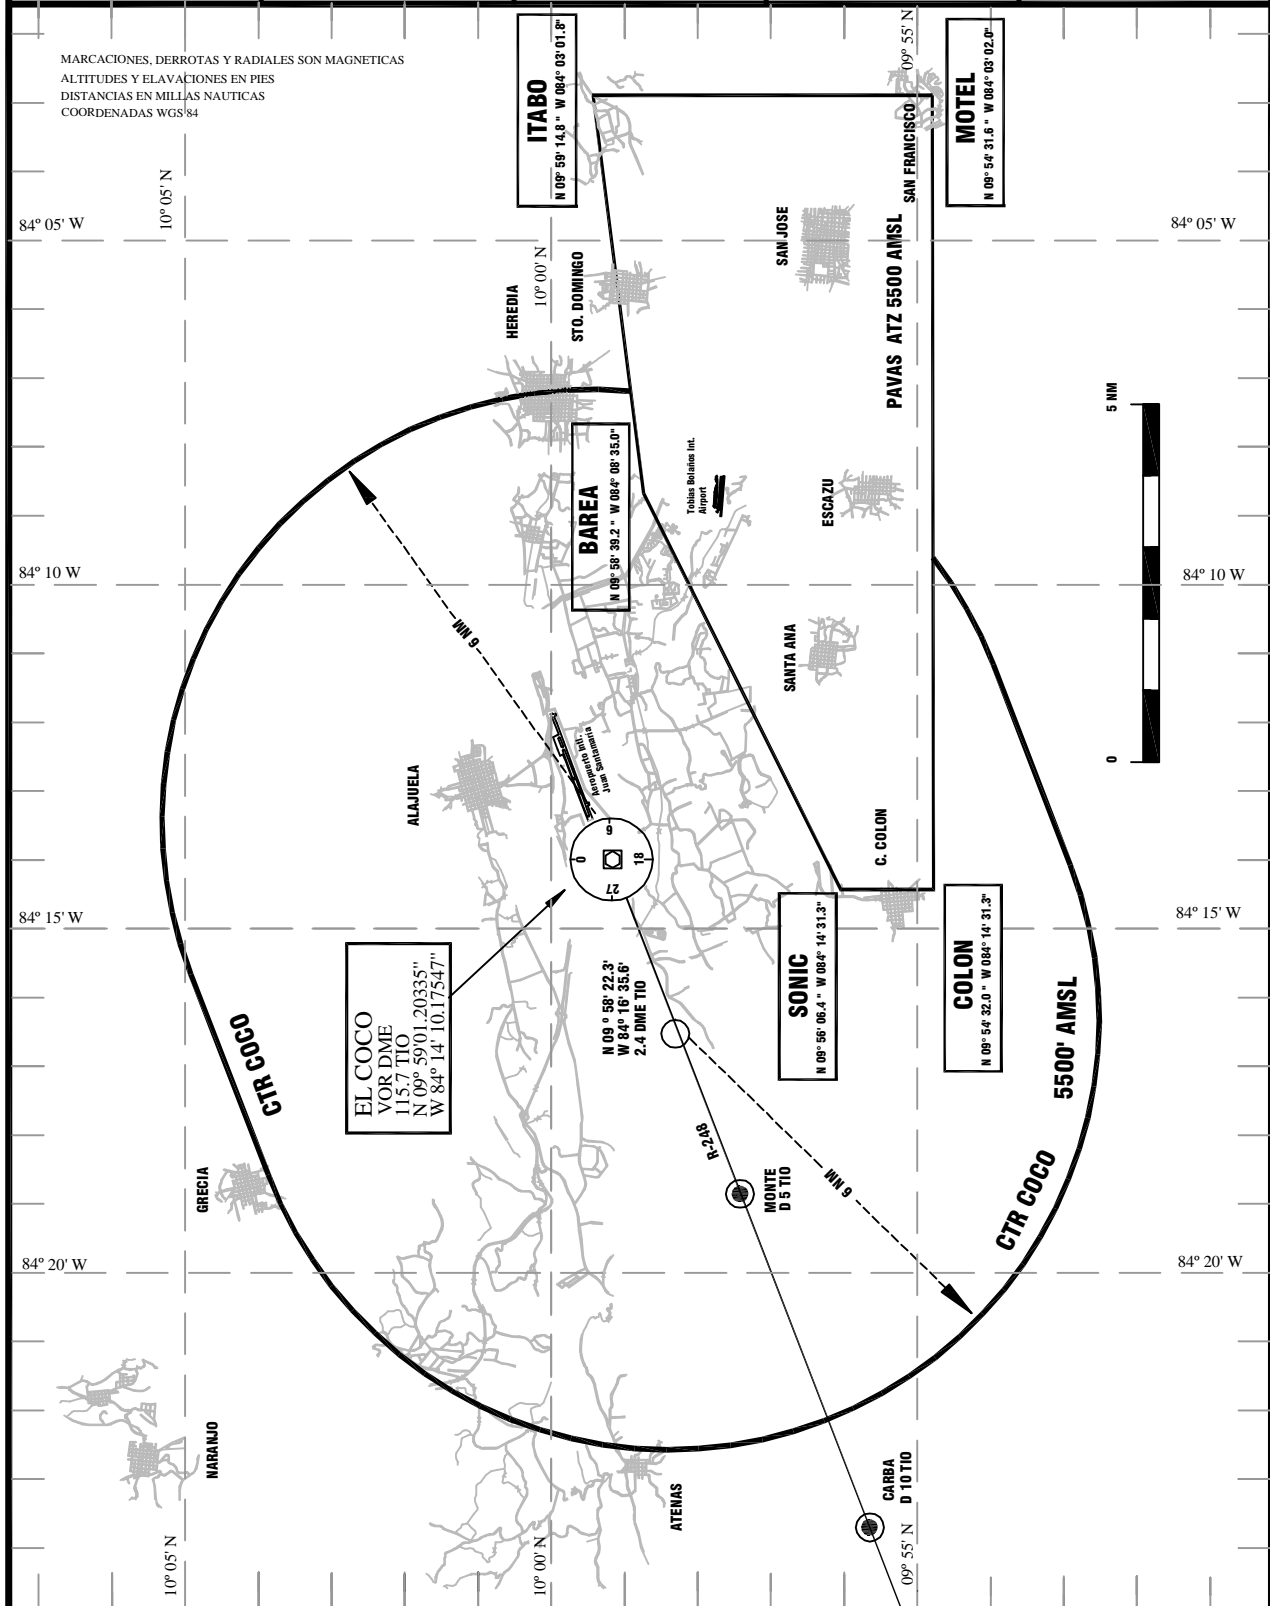 MARCACIONES, DERROTAS Y RADIALES SON MAGNETICAS
ALTITUDES Y ELAVACIONES EN PIES
DISTANCIAS EN MILLAS NAUTICAS
COORDENADAS WGS 84
ITABO
N 09° 59' 14.8 " W 084° 03' 01.8"
09° 55' N
MOTEL
N 09° 54' 31.6 " W 084° 03' 02.0"
10° 05' N
84° 05' W
84° 05' W
SAN FRANCISCO
SAN JOSE
10° 00' N
STO. DOMINGO
HEREDIA
PAVAS ATZ 5500 AMSL
BAREA
N 09° 58' 39.2 " W 084° 08' 35.0"
Tobias Bolaños Int.
Airport
ESCAZU
5 NM
0
84° 10 W
84° 10 W
6 NM
SANTA ANA
Aeropuerto Intl.
Juan Santamaria
ALAJUELA
C. COLON
0
6
18
27
84° 15' W
84° 15' W
EL COCO
VOR DME
115.7 TIO
N 09° 59'01.20335"
W 84° 14' 10.17547"
N 09 ° 58' 22.3'
W 84° 16' 35.6'
2.4 DME TIO
SONIC
N 09° 56' 06.4 " W 084° 14' 31.3"
COLON
N 09° 54' 32.0 " W 084° 14' 31.3"
CTR COCO
5500' AMSL
R-248
MONTE
D 5 TIO
6 NM
CTR COCO
GRECIA
84° 20' W
84° 20' W
NARANJO
ATENAS
CARBA
D 10 TIO
10° 05' N
10° 00' N
09° 55' N